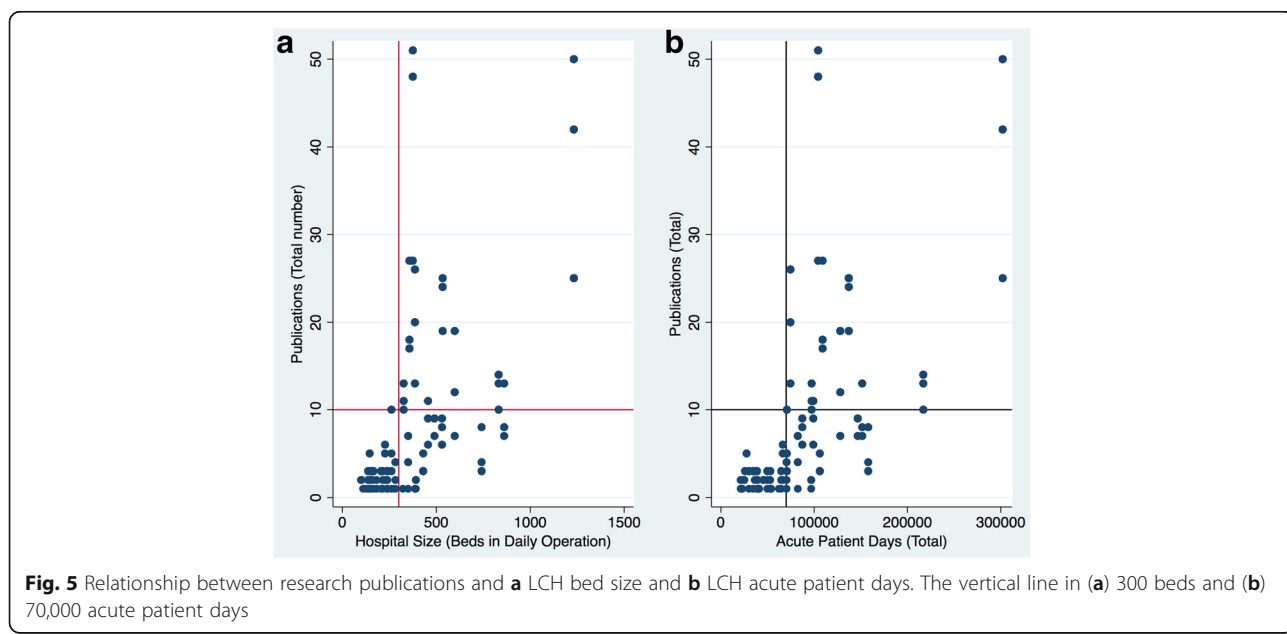 a
Publications (Total number)
50
40
30
20
10
0
0 500 1000 1500
Hospital Size (Beds in Daily Operation)
b
Publications (Total)
50
40
30
20
10
0
0 100000 200000 300000
Acute Patient Days (Total)
Fig. 5 Relationship between research publications and a LCH bed size and b LCH acute patient days. The vertical line in (a) 300 beds and (b)
70,000 acute patient days